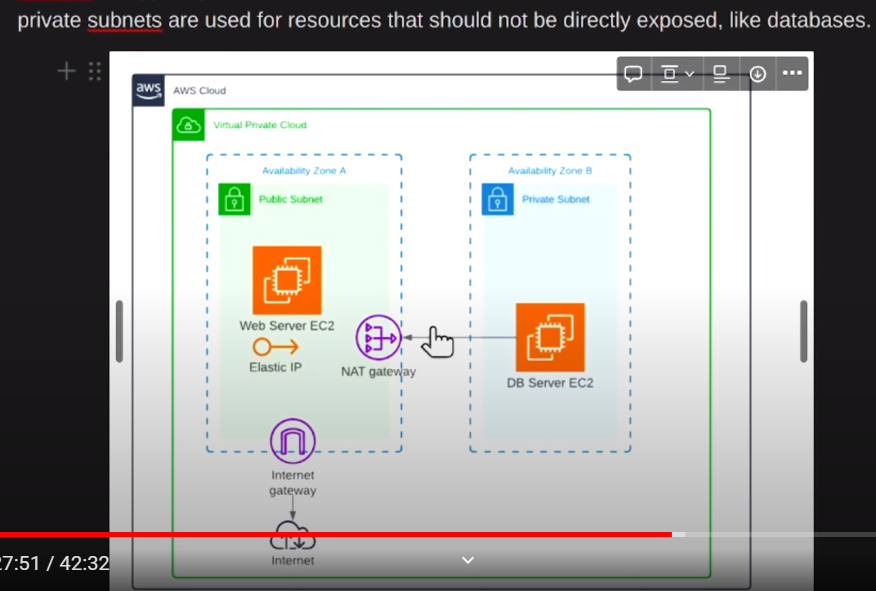 private subnets are used for resources that should not be directly exposed, like databases.
aws
AWS Cloud
Virtual Private Cloud
Availability Zone A
Public Subnet
Web Server EC2
Elastic IP
NAT gateway
Internet
gateway
Internet
Availability Zone B
Private Subnet
DB Server EC2
27:51 / 42:32